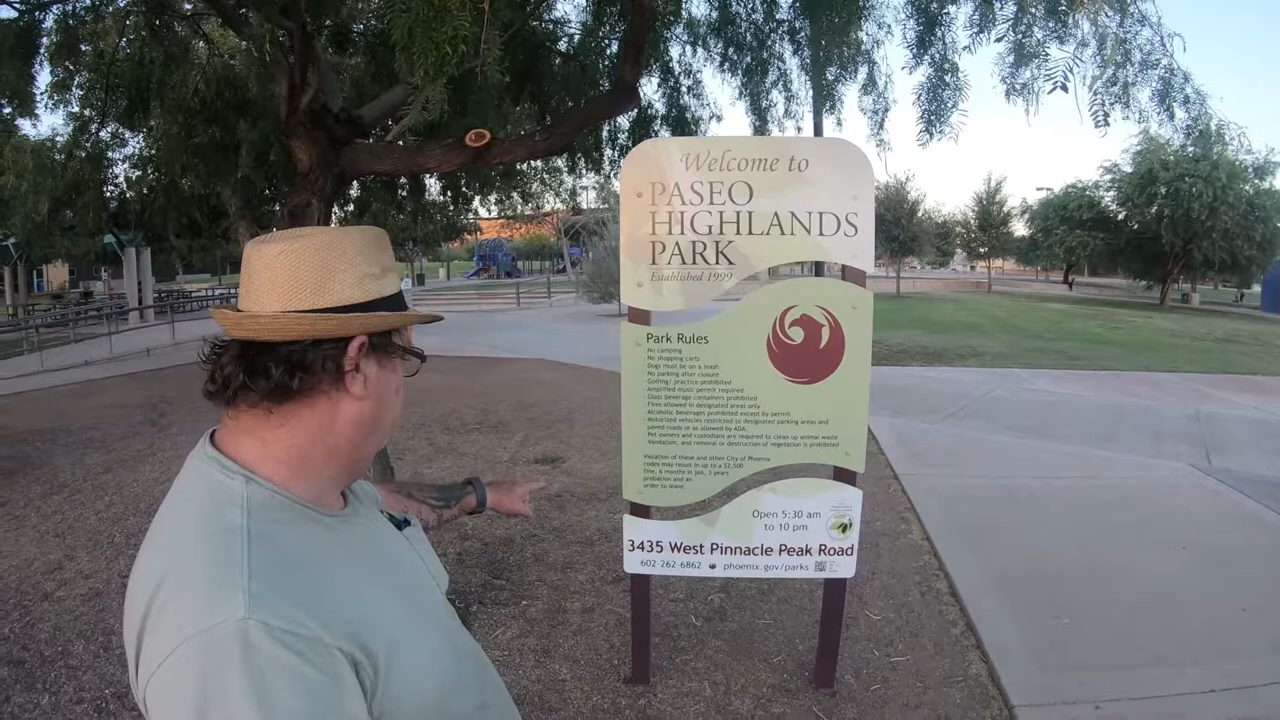 Welcome to
PASEO
HIGHLANDS
PARK
Established 1999
Park Rules
- No camping
- No shopping carts
- Dogs must be on a leash
- No parking after closure
- Golfing/ practice prohibited
- Amplified music permit required
- Glass beverage containers prohibited
- Fires allowed in designated areas only
- Alcoholic beverages prohibited except by permit
- Motorized vehicles restricted to designated parking areas and
paved roads or as allowed by ADA.
- Pet owners and custodians are required to clean up animal waste
- Vandalism, and removal or destruction of vegetation is prohibited
Violation of these and other City of Phoenix
codes may result in up to a $2,500
fine, 6 months in jail, 3 years
probation and an
order to leave.
Open 5:30 am
to 10 pm
3435 West Pinnacle Peak Road
602-262-6862 phoenix.gov/parks